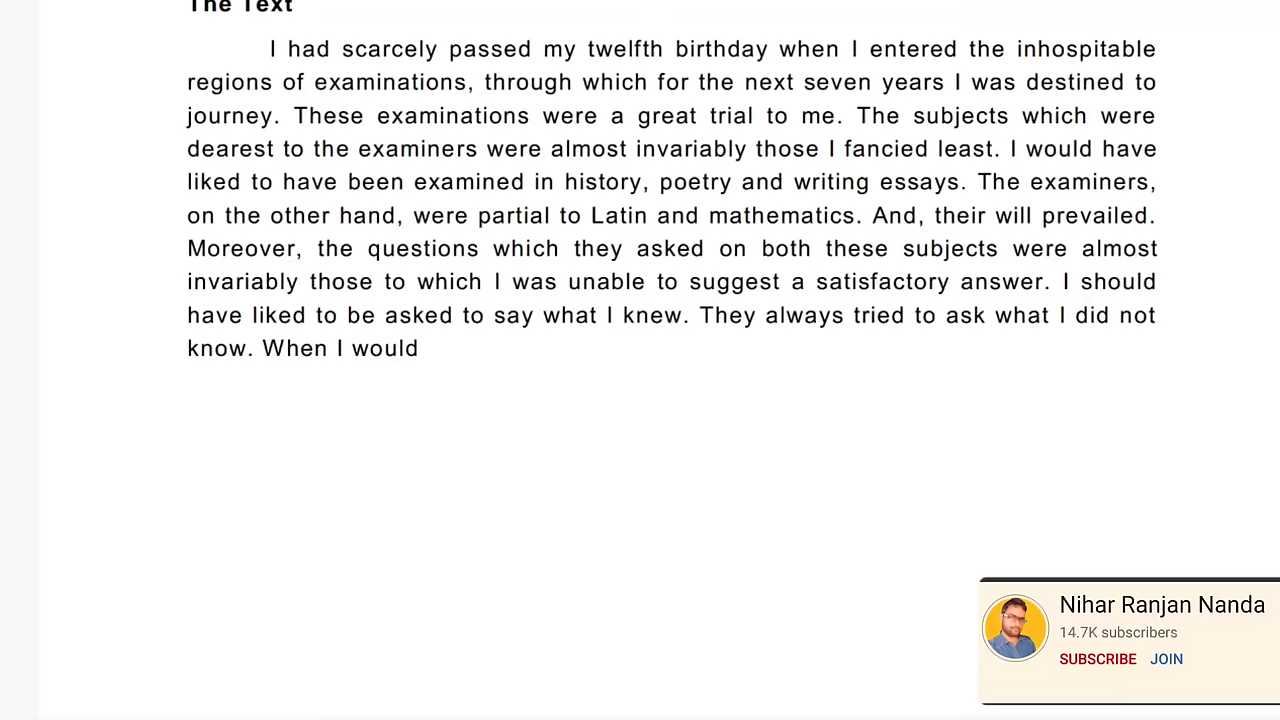 The Text
I had scarcely passed my twelfth birthday when I entered the inhospitable
regions of examinations, through which for the next seven years I was destined to
journey. These examinations were a great trial to me. The subjects which were
dearest to the examiners were almost invariably those I fancied least. I would have
liked to have been examined in history, poetry and writing essays. The examiners,
on the other hand, were partial to Latin and mathematics. And, their will prevailed.
Moreover, the questions which they asked on both these subjects were almost
invariably those to which I was unable to suggest a satisfactory answer. I should
have liked to be asked to say what I knew. They always tried to ask what I did not
know. When I would
Nihar Ranjan Nanda
14.7K subscribers
SUBSCRIBE JOIN